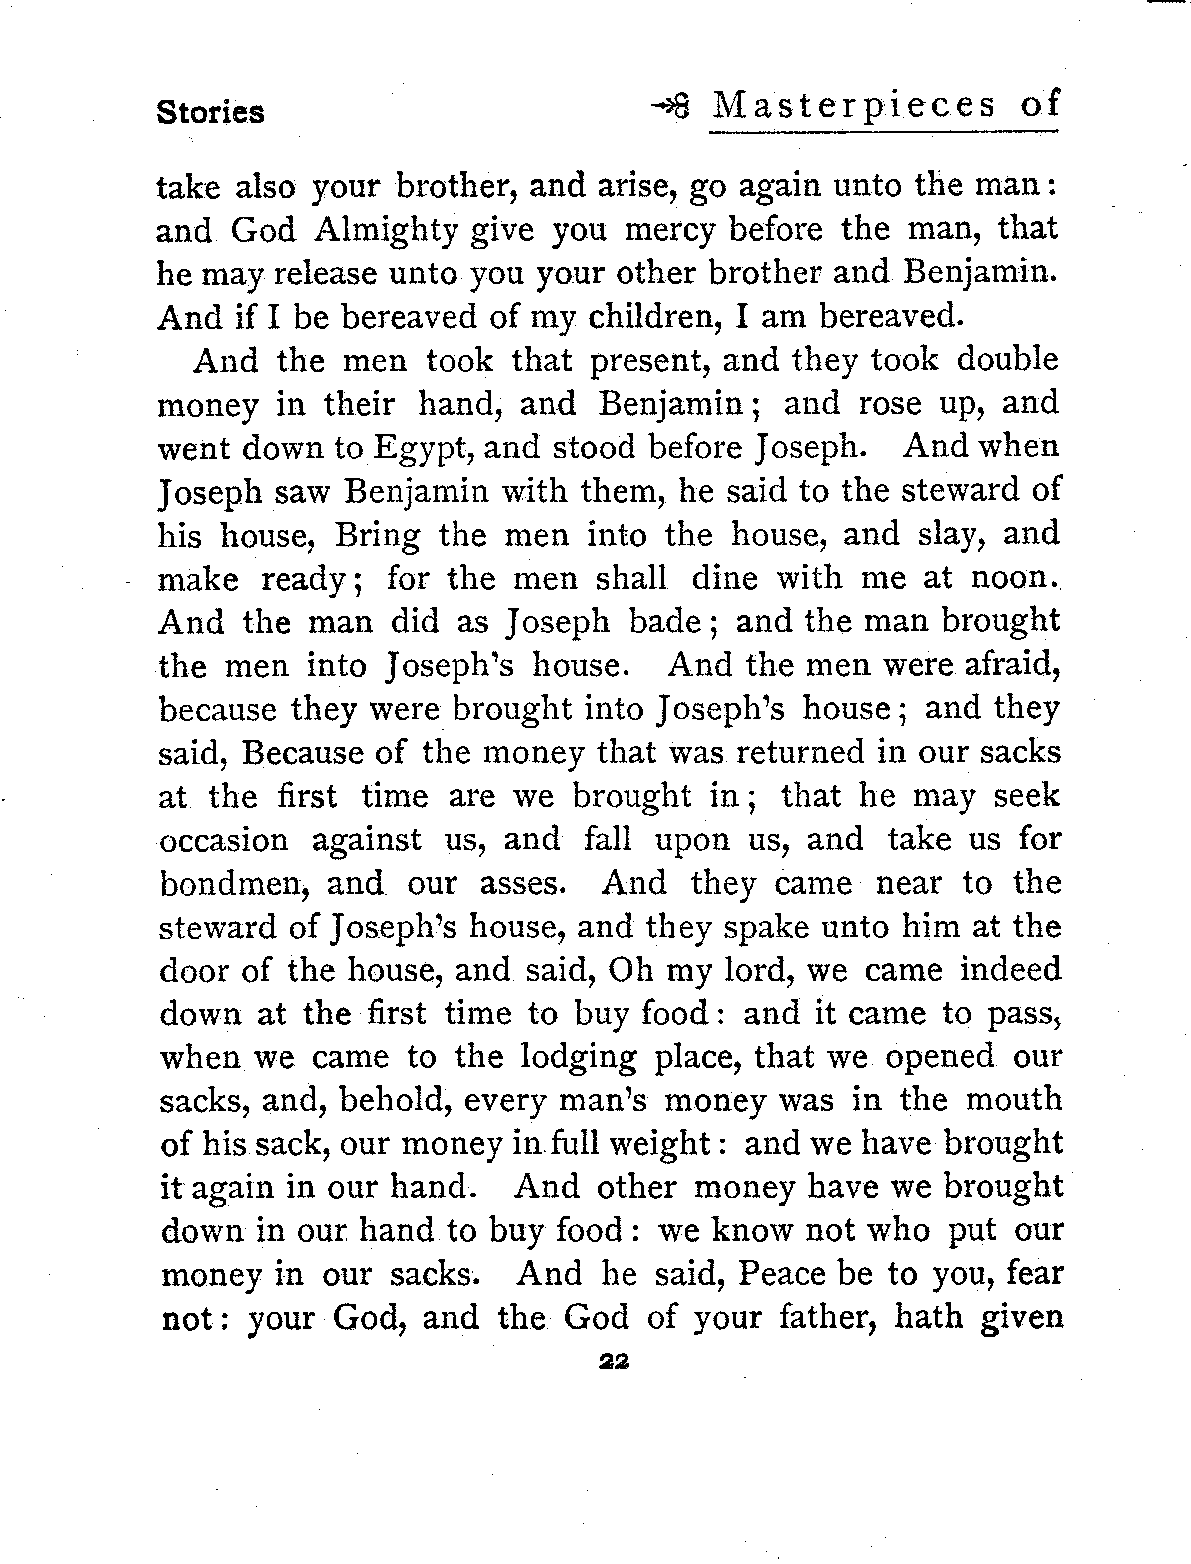 Stories Masterpieces of
take also your brother, and arise, go again unto the man:
and God Almighty give you mercy before the man, that
he may release unto you your other brother and Benjamin.
And if I be bereaved of my children, I am bereaved.
And the men took that present, and they took double
money in their hand, and Benjamin; and rose up, and
went down to Egypt, and stood before Joseph. And when
Joseph saw Benjamin with them, he said to the steward of
his house, Bring the men into the house, and slay, and
make ready; for the men shall dine with me at noon.
And the man did as Joseph bade; and the man brought
the men into Joseph's house. And the men were afraid,
because they were brought into Joseph's house; and they
said, Because of the money that was returned in our sacks
at the first time are we brought in; that he may seek
occasion against us, and fall upon us, and take us for
bondmen, and our asses. And they came near to the
steward of Joseph's house, and they spake unto him at the
door of the house, and said, Oh my lord, we came indeed
down at the first time to buy food: and it came to pass,
when we came to the lodging place, that we opened our
sacks, and, behold, every man's money was in the mouth
of his sack, our money in full weight: and we have brought
it again in our hand. And other money have we brought
down in our hand to buy food: we know not who put our
money in our sacks. And he said, Peace be to you, fear
not: your God, and the God of your father, hath given
22